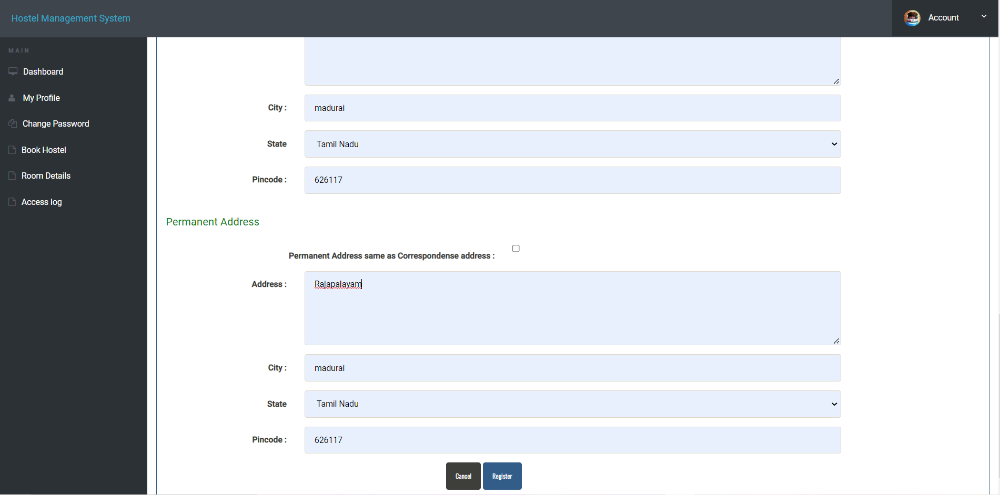 Hostel Management System
Account
MAIN
Dashboard
My Profile
Change Password
Book Hostel
Room Details
Access log
City : madurai
State Tamil Nadu
Pincode : 626117
Permanent Address
Permanent Address same as Correspondense address :
Address : Rajapalayam
City : madurai
State Tamil Nadu
Pincode : 626117
Cancel Register